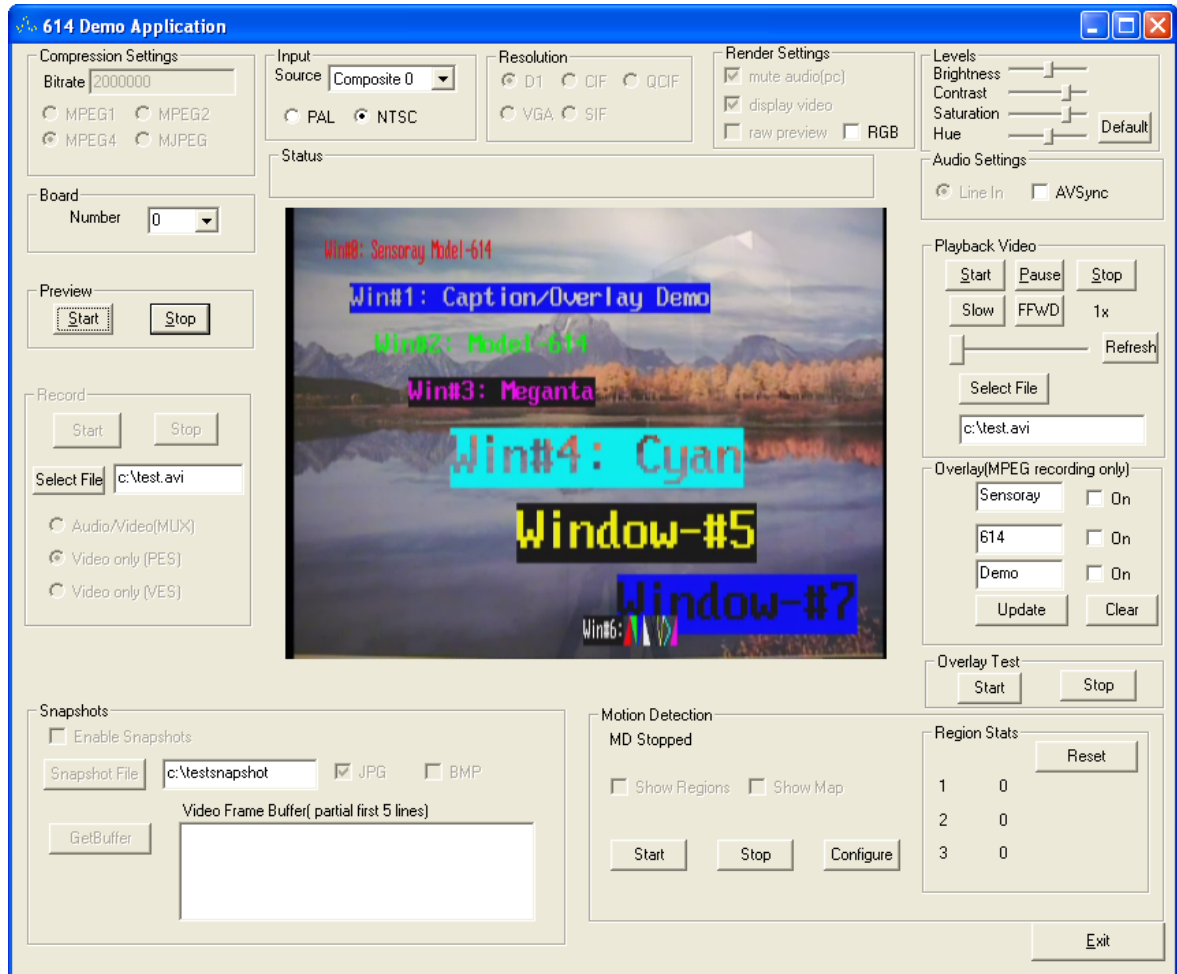 614 Demo Application
Compression Settings
Bitrate 2000000
MPEG1 MPEG2
MPEG4 MJPEG
Input
Source Composite 0
PAL NTSC
Resolution
D1 CIF QCIF
VGA SIF
Render Settings
mute audio(pc)
display video
raw preview RGB
Levels
Brightness
Contrast
Saturation
Hue Default
Status
Audio Settings
Line In AVSync
Board
Number 0
Preview
Start Stop
Record
Start Stop
Select File c:\test.avi
Audio/Video(MUX)
Video only (PES)
Video only (VES)
Win#0: Sensoray Model-614
Win#1: Caption/Overlay Demo
Win#2: Model-614
Win#3: Meganta
Win#4: Cyan
Window-#5
Window-#7
Win#6:
Playback Video
Start Pause Stop
Slow FFWD 1x
Refresh
Select File
c:\test.avi
Overlay(MPEG recording only)
Sensoray On
614 On
Demo On
Update Clear
Overlay Test
Start Stop
Snapshots
Enable Snapshots
Snapshot File c:\testsnapshot JPG BMP
Video Frame Buffer( partial first 5 lines)
GetBuffer
Motion Detection
MD Stopped
Show Regions Show Map
Start Stop Configure
Region Stats
Reset
1 0
2 0
3 0
Exit